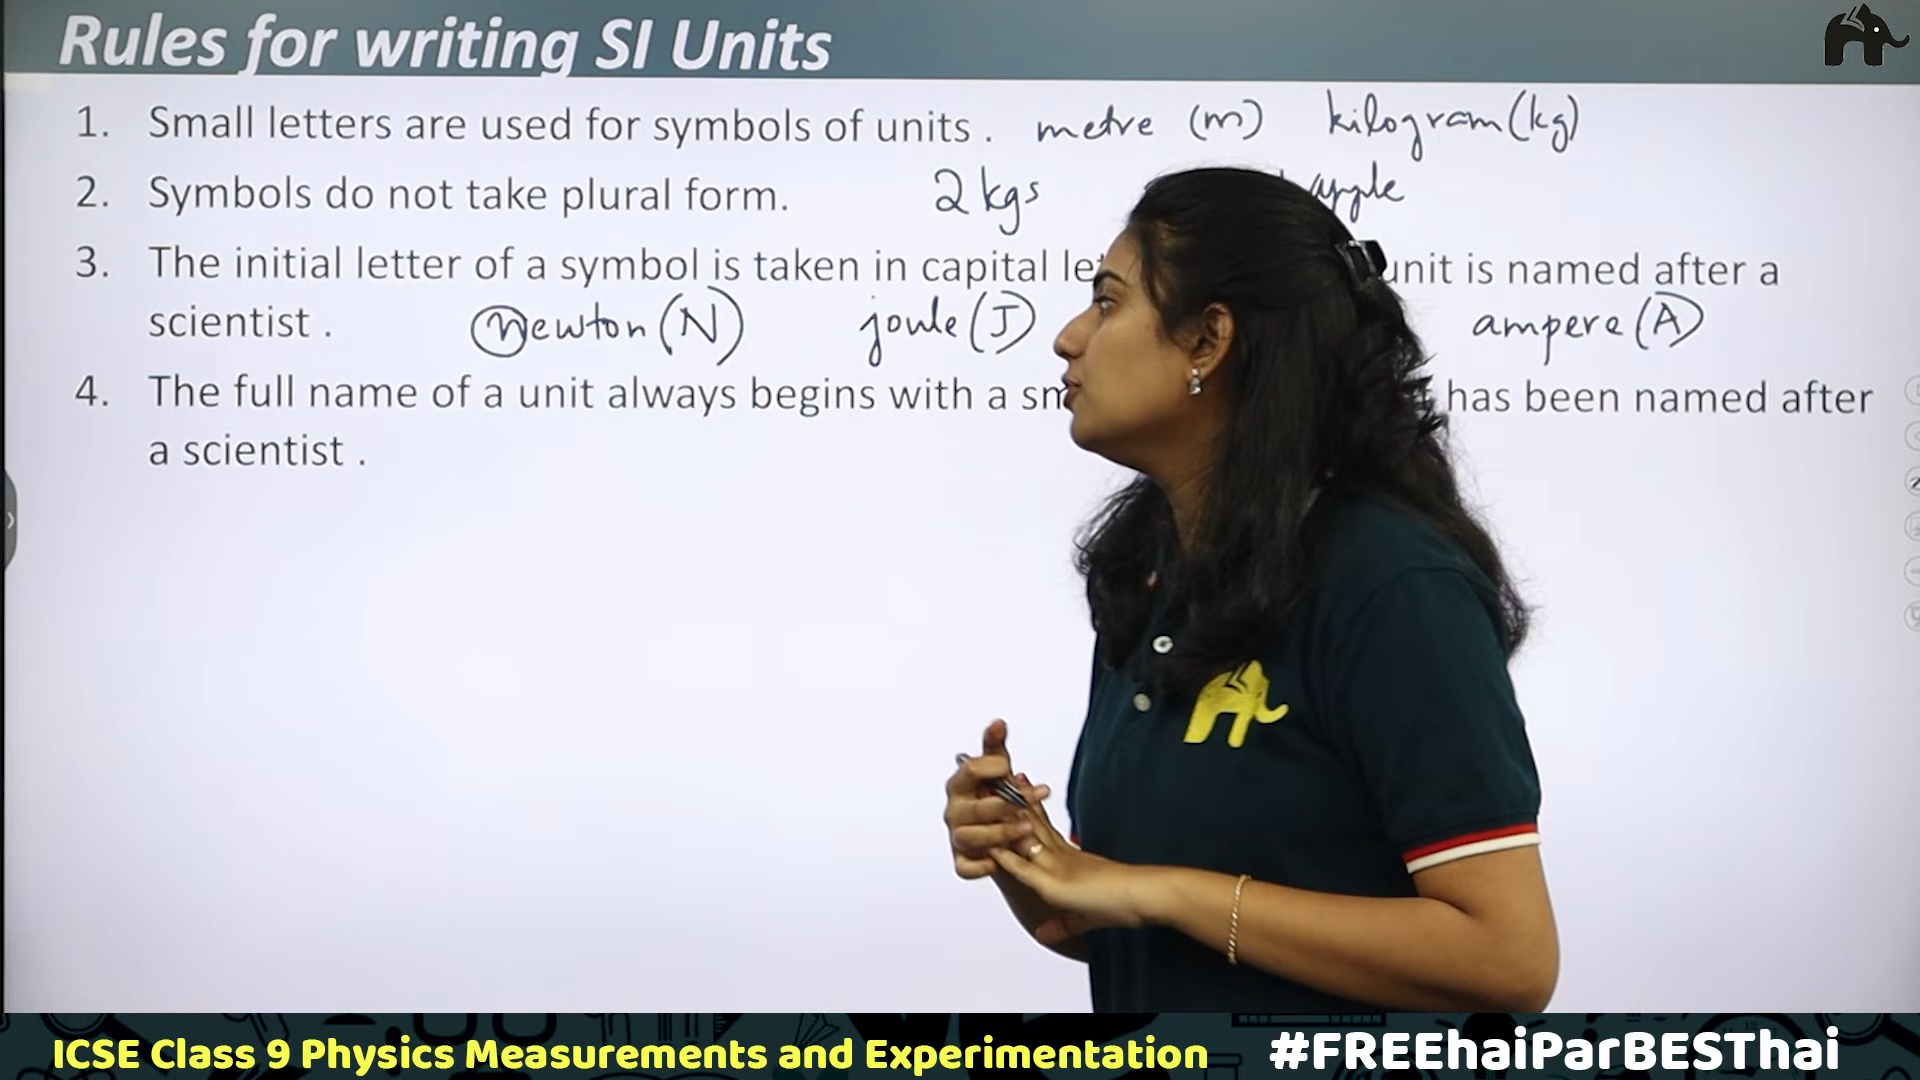 Rules for writing SI Units
1. Small letters are used for symbols of units . metre (m) kilogram (kg)
2. Symbols do not take plural form. 2 kgs apple
3. The initial letter of a symbol is taken in capital unit is named after a
scientist . newton (N) joule (J) ampere (A)
4. The full name of a unit always begins with a has been named after
a scientist .
ICSE Class 9 Physics Measurements and Experimentation #FREEhaiParBESThai